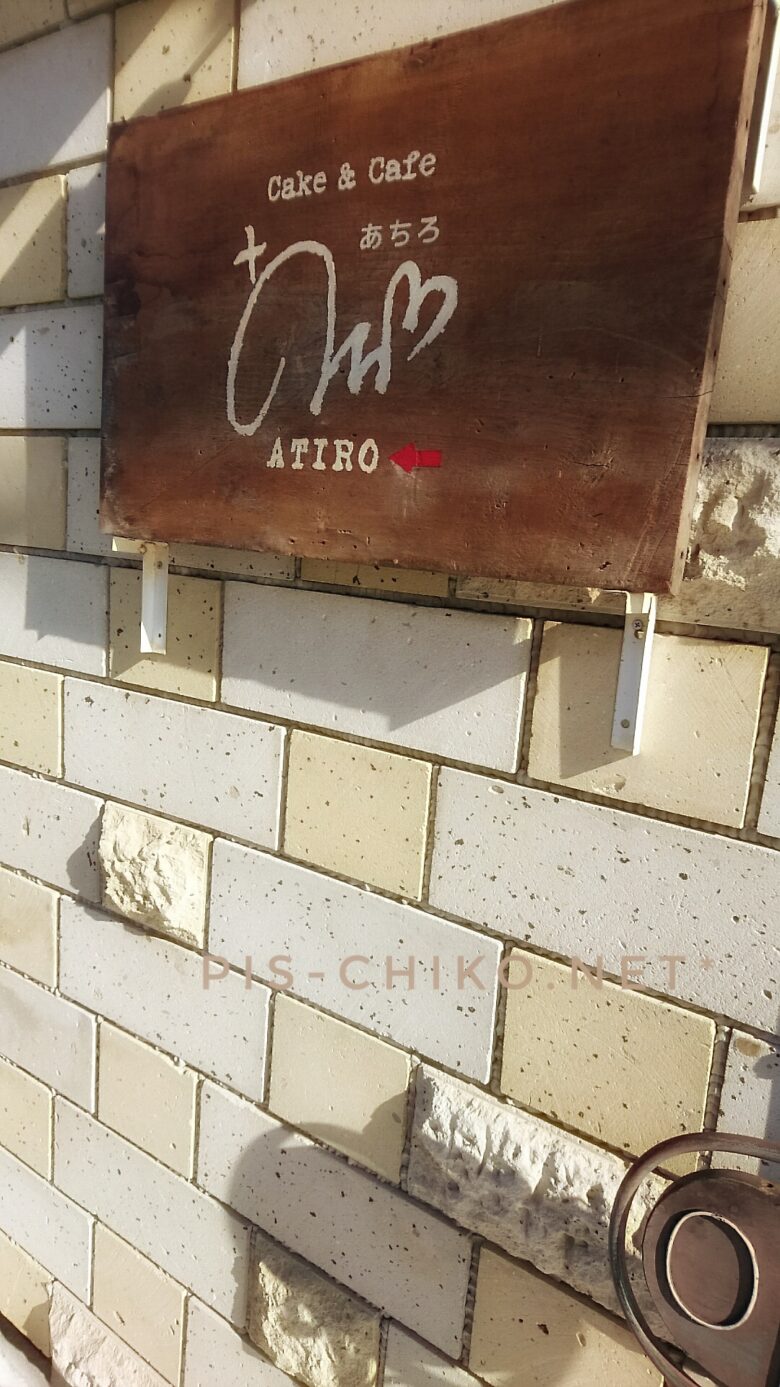 Cake & Cafe
あちろ
ATIRO
PIS-CHIKO.NET*